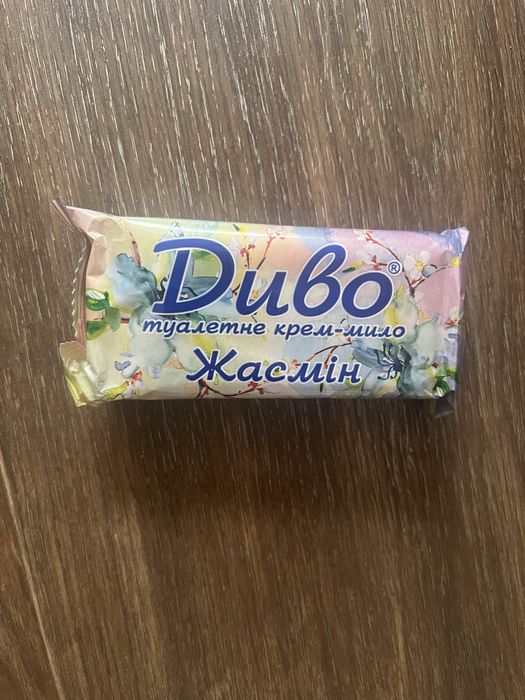 Диво®
туалетне крем-мило
Жасмін